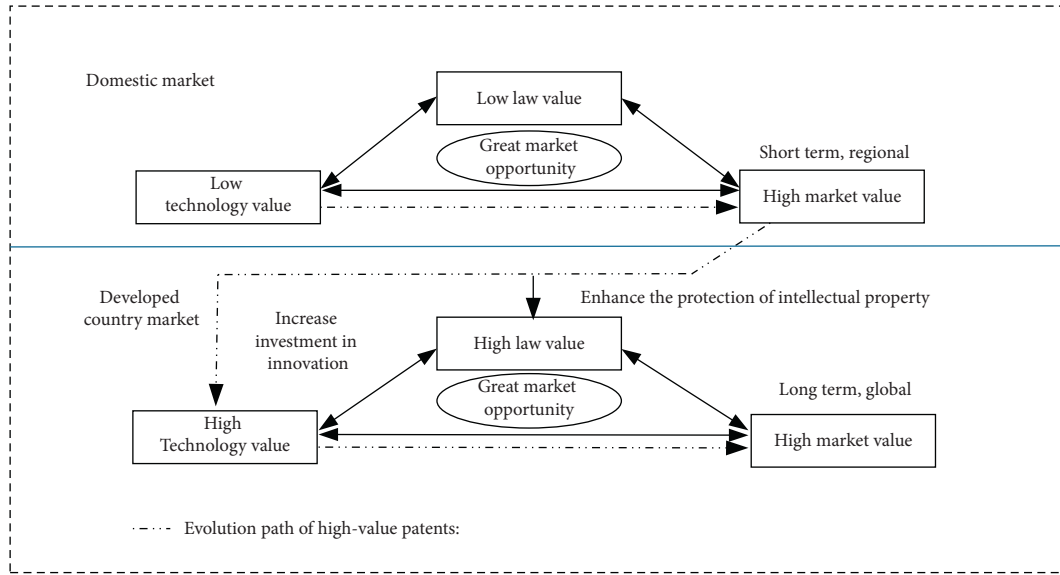 Domestic market
Low law value
Great market
opportunity
Short term, regional
Low
technology value
High market value
Developed
country market
Increase
investment in
innovation
Enhance the protection of intellectual property
High law value
Great market
opportunity
Long term, global
High
Technology value
High market value
Evolution path of high-value patents: